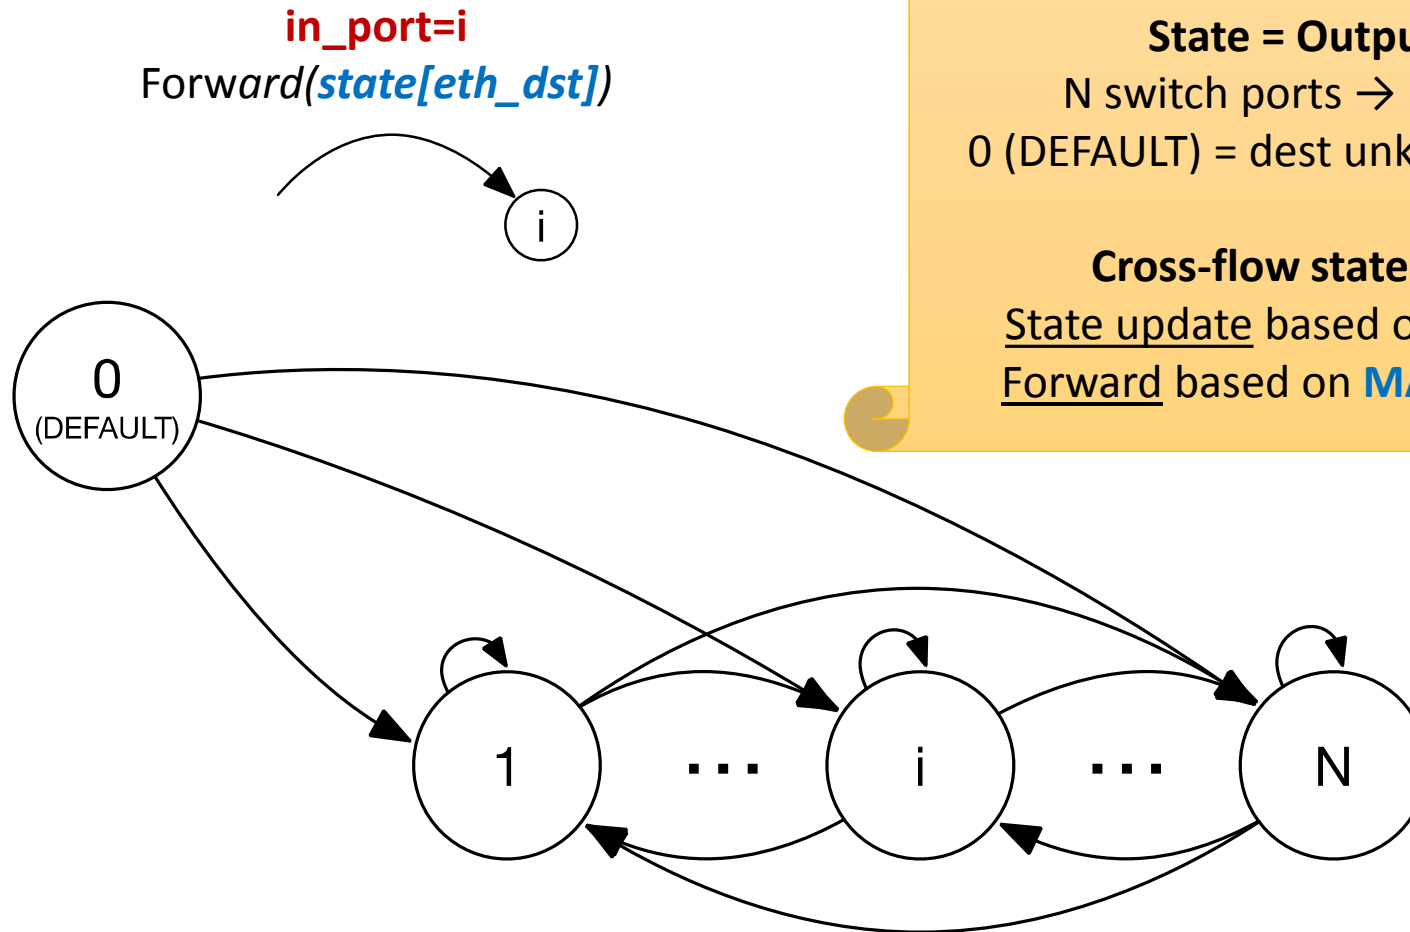 in_port=i
Forward(state[eth_dst])
i
State = Outpu
N switch ports →
0 (DEFAULT) = dest unk
Cross-flow state
State update based o
Forward based on MA
0
(DEFAULT)
1
...
i
...
N